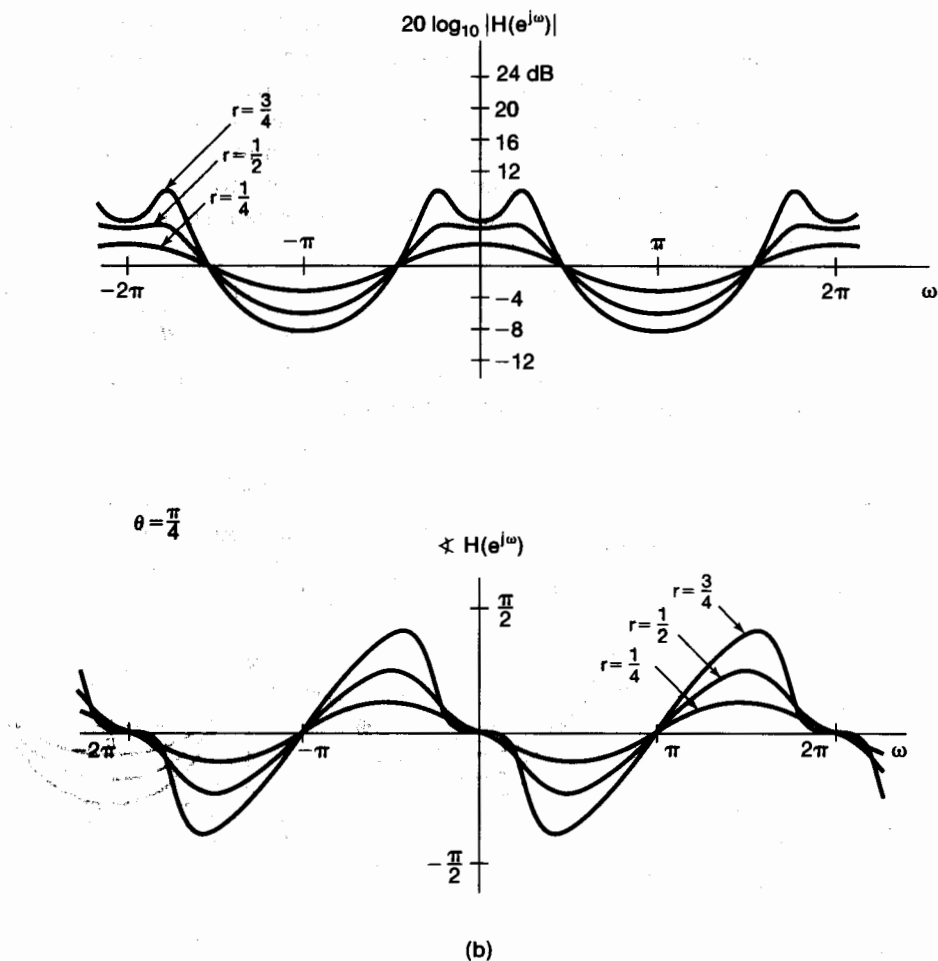 20 log₁₀ |H(e^{jω})|
24 dB
20
16
12
r = 3/4
r = 1/2
r = 1/4
−2π
−π
π
2π
ω
−4
−8
−12
θ = π/4
∢ H(e^{jω})
π/2
r = 3/4
r = 1/2
r = 1/4
−2π
−π
π
2π
ω
−π/2
(b)